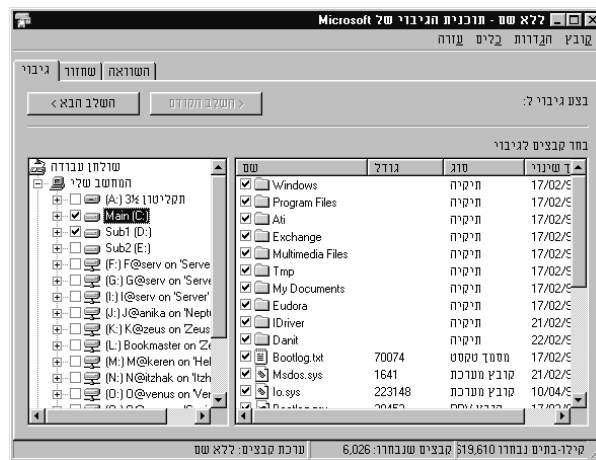 ללא שם - תוכנית הגיבוי של Microsoft
קובץ הגדרות כלים עזרה
גיבוי שחזור השוואה
< השלב הקודם השלב הבא >
בצע גיבוי ל:
בחר קבצים לגיבוי
שולחן עבודה
המחשב שלי
תקליטון 3½ (A:)
Main (C:)
Sub1 (D:)
Sub2 (E:)
F@serv on 'Serve (F:)
G@serv on 'Serve (G:)
I@serv on 'Server' (I:)
J@anika on 'Neptu (J:)
K@zeus on 'Zeus (K:)
Bookmaster on 'Ze (L:)
M@keren on 'Hel (M:)
N@itzhak on 'Itzh (N:)
O@venus on 'Ver (O:)
שם גודל סוג ך שינוי
Windows תיקיה 17/02/9
Program Files תיקיה 17/02/9
Ati תיקיה 17/02/9
Exchange תיקיה 17/02/9
Multimedia Files תיקיה 17/02/9
Tmp תיקיה 17/02/9
My Documents תיקיה 17/02/9
Eudora תיקיה 17/02/9
IDriver תיקיה 21/02/9
Danit תיקיה 22/02/9
Bootlog.txt 70074 מסמך טקסט 17/02/9
Msdos.sys 1641 קובץ מערכת 21/02/9
Io.sys 223148 קובץ מערכת 10/04/9
ערכת קבצים: ללא שם קבצים שנבחרו: 6,026 קילו-בתים נבחרו 619,610